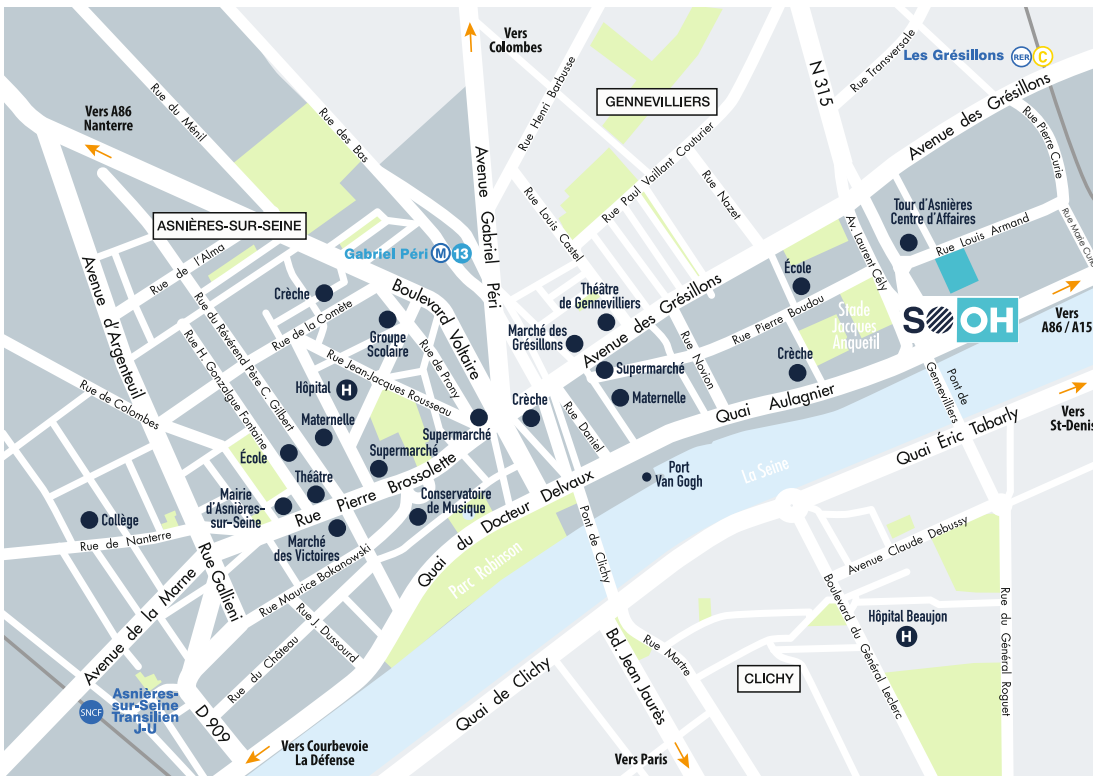 Vers
Colombes
Les Grésillons RER C
Rue Transversale
N 315
Rue Henri Barbusse
GENNEVILLIERS
Avenue des Grésillons
Vers A86
Nanterre
Rue du Ménil
Rue des Bas
Rue Pierre Curie
Rue Paul Vaillant Couturier
Rue Nazet
Avenue Gabriel Péri
Rue Louis Castel
Tour d'Asnières
Centre d'Affaires
Rue Louis Armand
Rue Marie Curie
ASNIÈRES-SUR-SEINE
Gabriel Péri M 13
Rue de l'Alma
Av. Laurent Cély
École
Crèche
Boulevard Voltaire
Théâtre
de Gennevilliers
Avenue des Grésillons
Rue Pierre Boudou
Stade
Jacques
Anquetil
SOOH
Vers
A86 / A15
Avenue d'Argenteuil
Rue du Révérend Père C. Gilbert
Rue de la Comète
Groupe
Scolaire
Rue de Prony
Marché des
Grésillons
Rue H. Gonzalgue Fontaine
Rue Jean-Jacques Rousseau
Rue Novion
Supermarché
Crèche
Pont de
Gennevilliers
Hôpital H
Maternelle
Quai Aulagnier
Vers
St-Denis
Rue de Colombes
Maternelle
Supermarché
Crèche
Rue Daniel
Quai Éric Tabarly
École
Supermarché
Rue Pierre Brossolette
Port
Van Gogh
La Seine
Théâtre
Mairie
d'Asnières-
sur-Seine
Conservatoire
de Musique
Quai du Docteur Delvaux
Collège
Rue de Nanterre
Marché
des Victoires
Pont de Clichy
Avenue Claude Debussy
Rue Gallieni
Rue Maurice Bokanowski
Parc Robinson
Avenue de la Marne
Rue J. Dussourd
Boulevard du Général Leclerc
Hôpital Beaujon
H
Rue du Général Roguet
Rue du Château
Rue Martre
Bd. Jean Jaurès
CLICHY
Quai de Clichy
SNCF
Asnières-
sur-Seine
Transilien
J-U
D 909
Vers Courbevoie
La Défense
Vers Paris